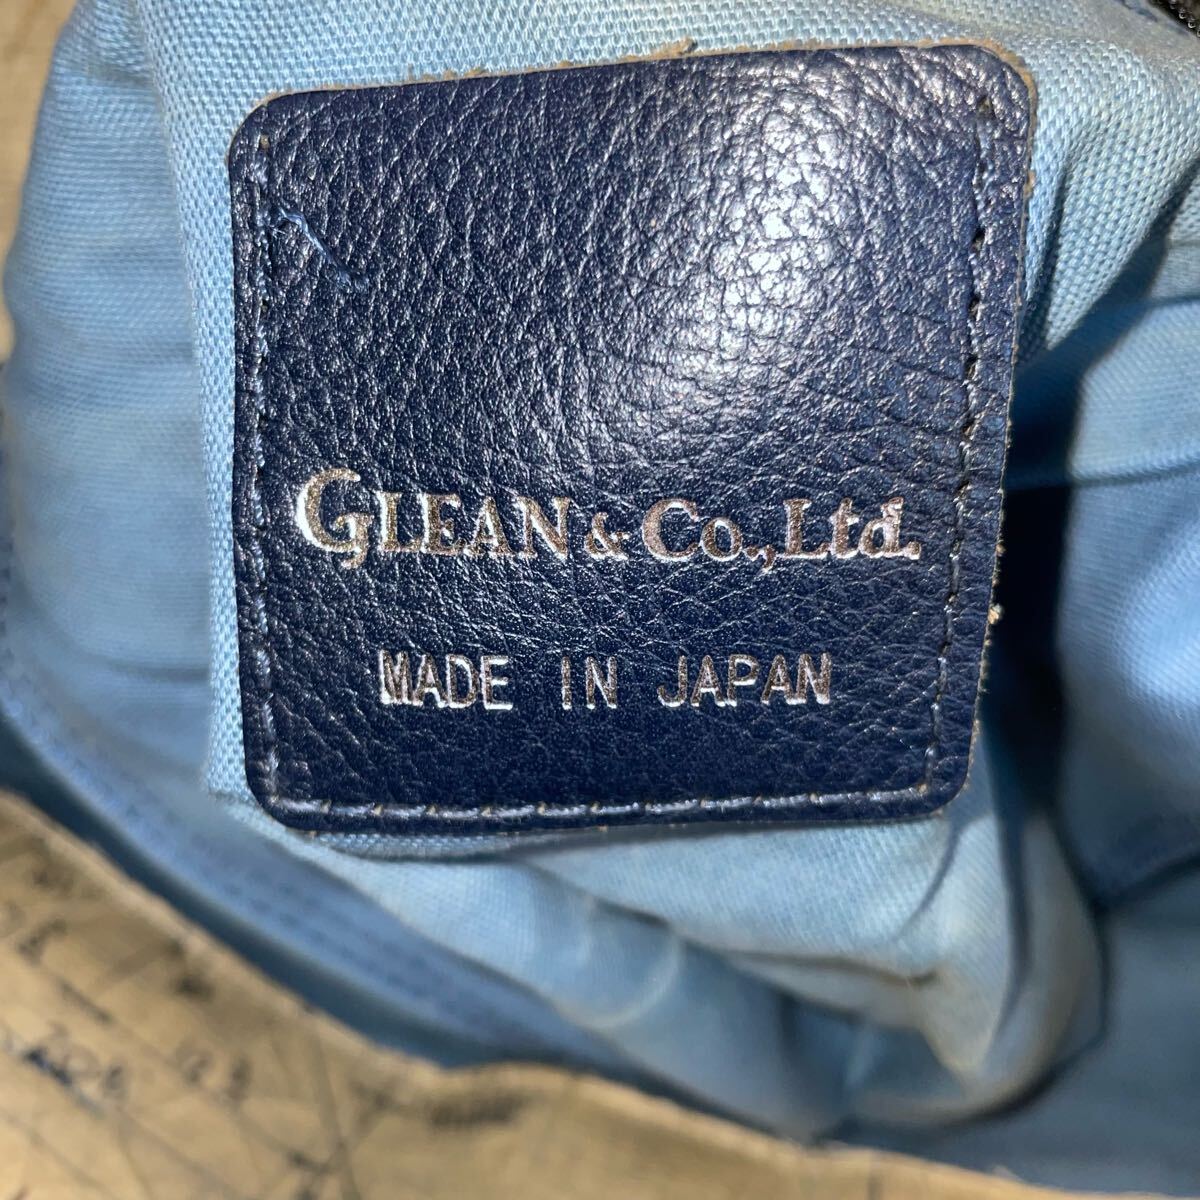 GLEAN & Co., Ltd.
MADE IN JAPAN